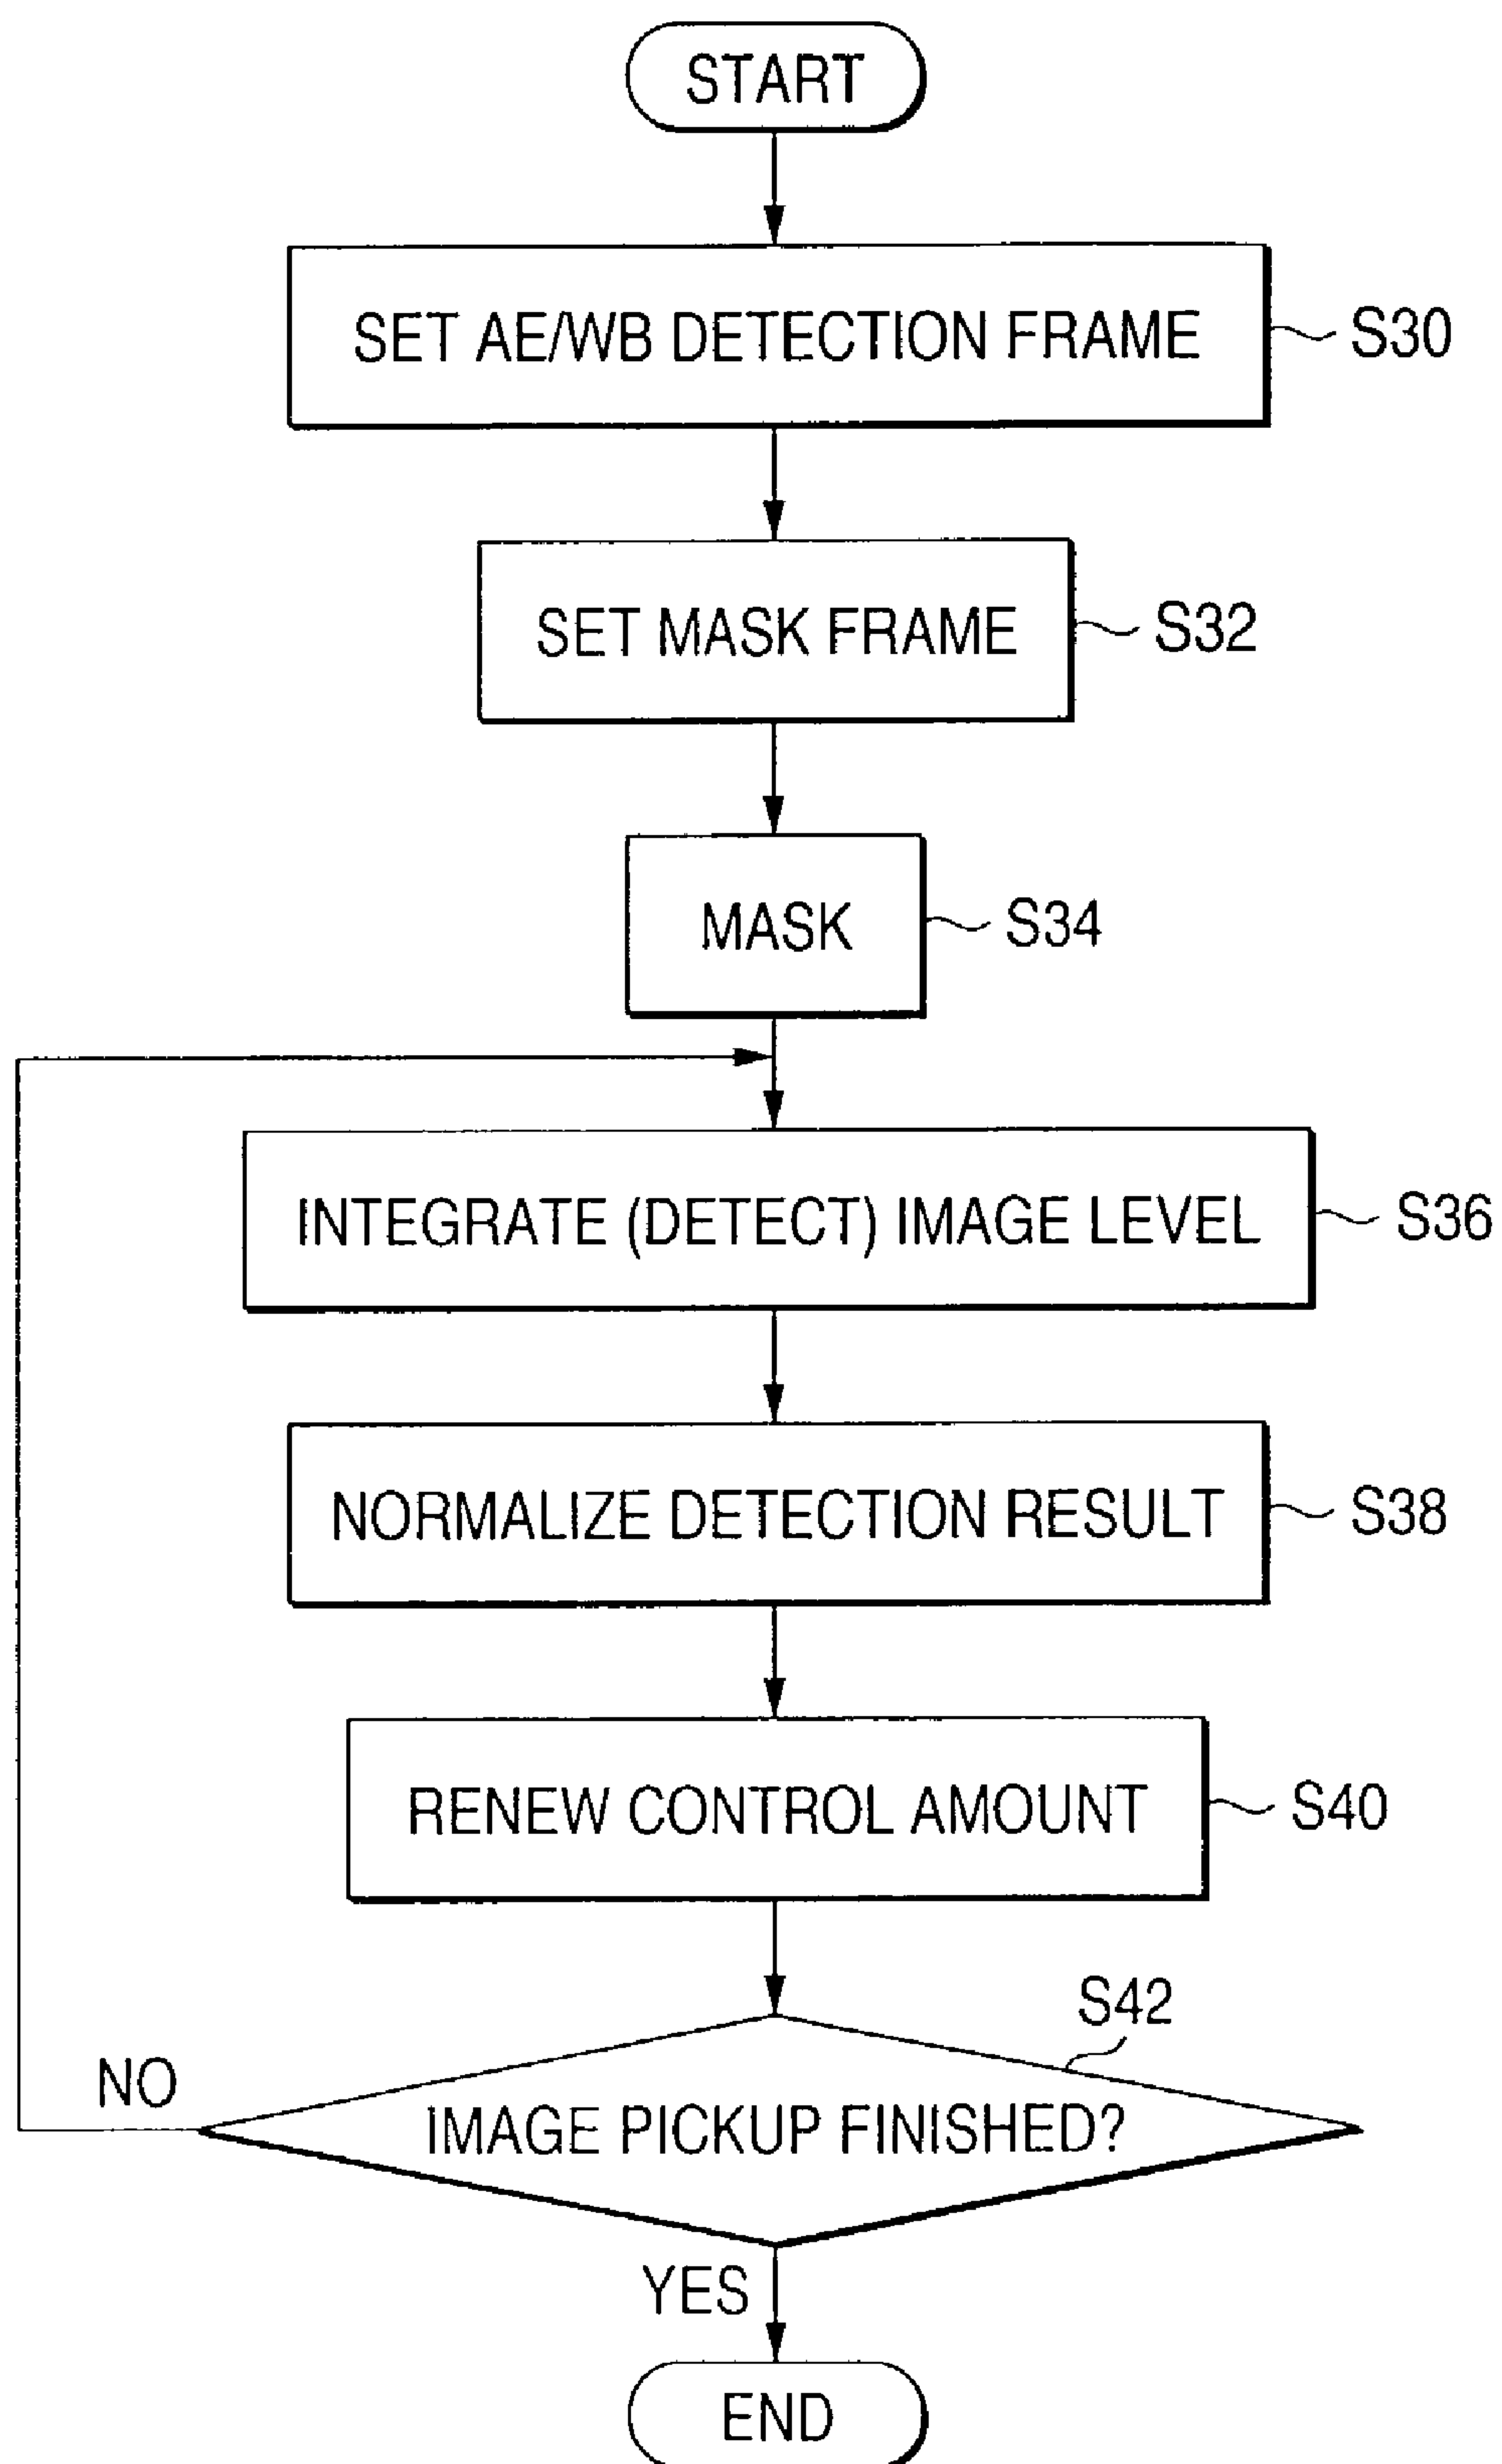 START
SET AE/WB DETECTION FRAME
S30
SET MASK FRAME
S32
MASK
S34
INTEGRATE (DETECT) IMAGE LEVEL
S36
NORMALIZE DETECTION RESULT
S38
RENEW CONTROL AMOUNT
S40
S42
NO
IMAGE PICKUP FINISHED?
YES
END